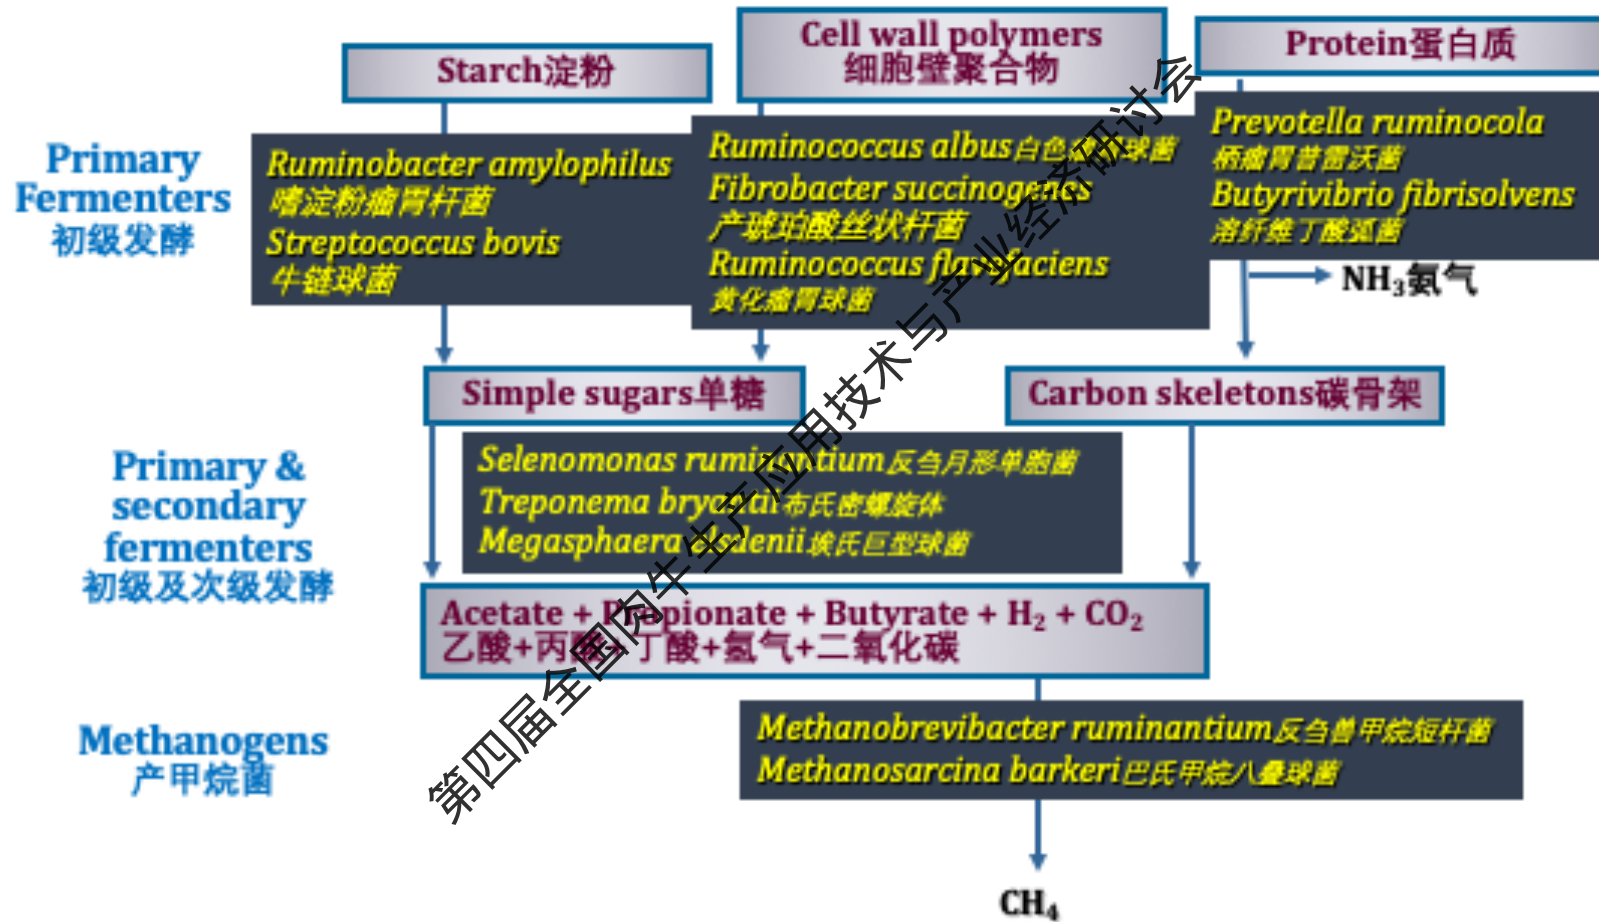 Starch淀粉
Cell wall polymers
细胞壁聚合物
Protein蛋白质
Primary
Fermenters
初级发酵
Ruminobacter amylophilus
嗜淀粉瘤胃杆菌
Streptococcus bovis
牛链球菌
Ruminococcus albus白色 球菌
Fibrobacter succinogenes
产琥珀酸丝状杆菌
Ruminococcus flavefaciens
黄化瘤胃球菌
Prevotella ruminocola
栖瘤胃普雷沃菌
Butyrivibrio fibrisolvens
溶纤维丁酸弧菌
NH₃氨气
Simple sugars单糖
Carbon skeletons碳骨架
Primary &
secondary
fermenters
初级及次级发酵
Selenomonas ruminantium反刍月形单胞菌
Treponema bryantii布氏密螺旋体
Megasphaera elsdenii埃氏巨型球菌
Acetate + Propionate + Butyrate + H₂ + CO₂
乙酸+丙酸+丁酸+氢气+二氧化碳
Methanogens
产甲烷菌
Methanobrevibacter ruminantium反刍兽甲烷短杆菌
Methanosarcina barkeri巴氏甲烷八叠球菌
CH₄
第四届全国肉牛生产应用技术与产业经济研讨会